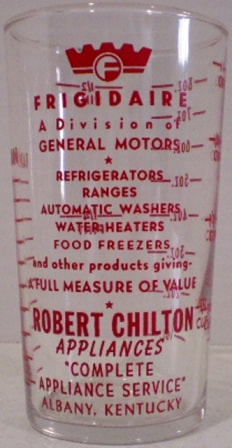 F
FRIGIDAIRE
A Division of
GENERAL MOTORS
★
REFRIGERATORS
RANGES
AUTOMATIC WASHERS
WATER HEATERS
FOOD FREEZERS
and other products giving-
A FULL MEASURE OF VALUE
★
ROBERT CHILTON
APPLIANCES
"COMPLETE
APPLIANCE SERVICE"
ALBANY, KENTUCKY